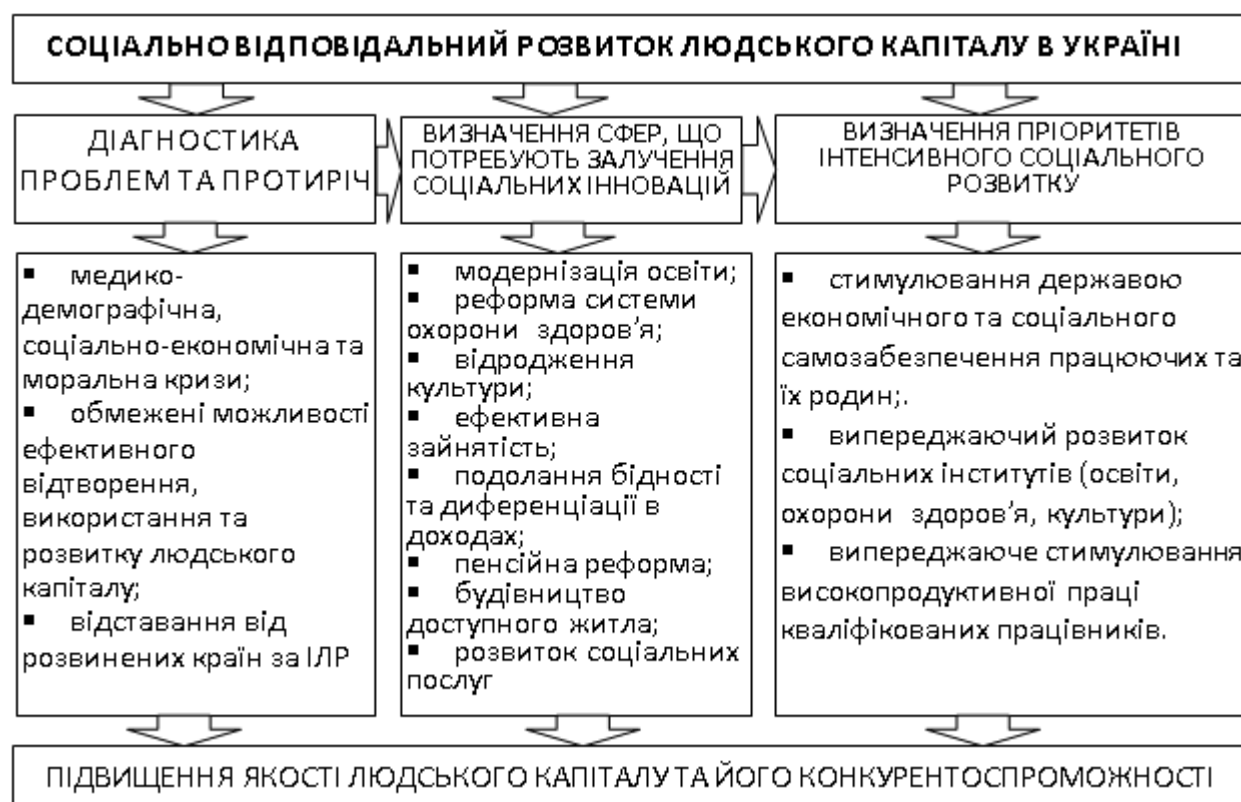 СОЦІАЛЬНО ВІДПОВІДАЛЬНИЙ РОЗВИТОК ЛЮДСЬКОГО КАПІТАЛУ В УКРАЇНІ
ДІАГНОСТИКА
ПРОБЛЕМ ТА ПРОТИРІЧ
ВИЗНАЧЕННЯ СФЕР, ЩО
ПОТРЕБУЮТЬ ЗАЛУЧЕННЯ
СОЦІАЛЬНИХ ІННОВАЦІЙ
ВИЗНАЧЕННЯ ПРІОРИТЕТІВ
ІНТЕНСИВНОГО СОЦІАЛЬНОГО
РОЗВИТКУ
▪ медико-
демографічна,
соціально-економічна та
моральна кризи;
▪ обмежені можливості
ефективного
відтворення,
використання та
розвитку людського
капіталу;
▪ відставання від
розвинених країн за ІЛР
▪ модернізація освіти;
▪ реформа системи
охорони здоров’я;
▪ відродження
культури;
▪ ефективна
зайнятість;
▪ подолання бідності
та диференціації в
доходах;
▪ пенсійна реформа;
▪ будівництво
доступного житла;
▪ розвиток соціальних
послуг
▪ стимулювання державою
економічного та соціального
самозабезпечення працюючих та
їх родин;.
▪ випереджаючий розвиток
соціальних інститутів (освіти,
охорони здоров’я, культури);
▪ випереджаюче стимулювання
високопродуктивної праці
кваліфікованих працівників.
ПІДВИЩЕННЯ ЯКОСТІ ЛЮДСЬКОГО КАПІТАЛУ ТА ЙОГО КОНКУРЕНТОСПРОМОЖНОСТІ